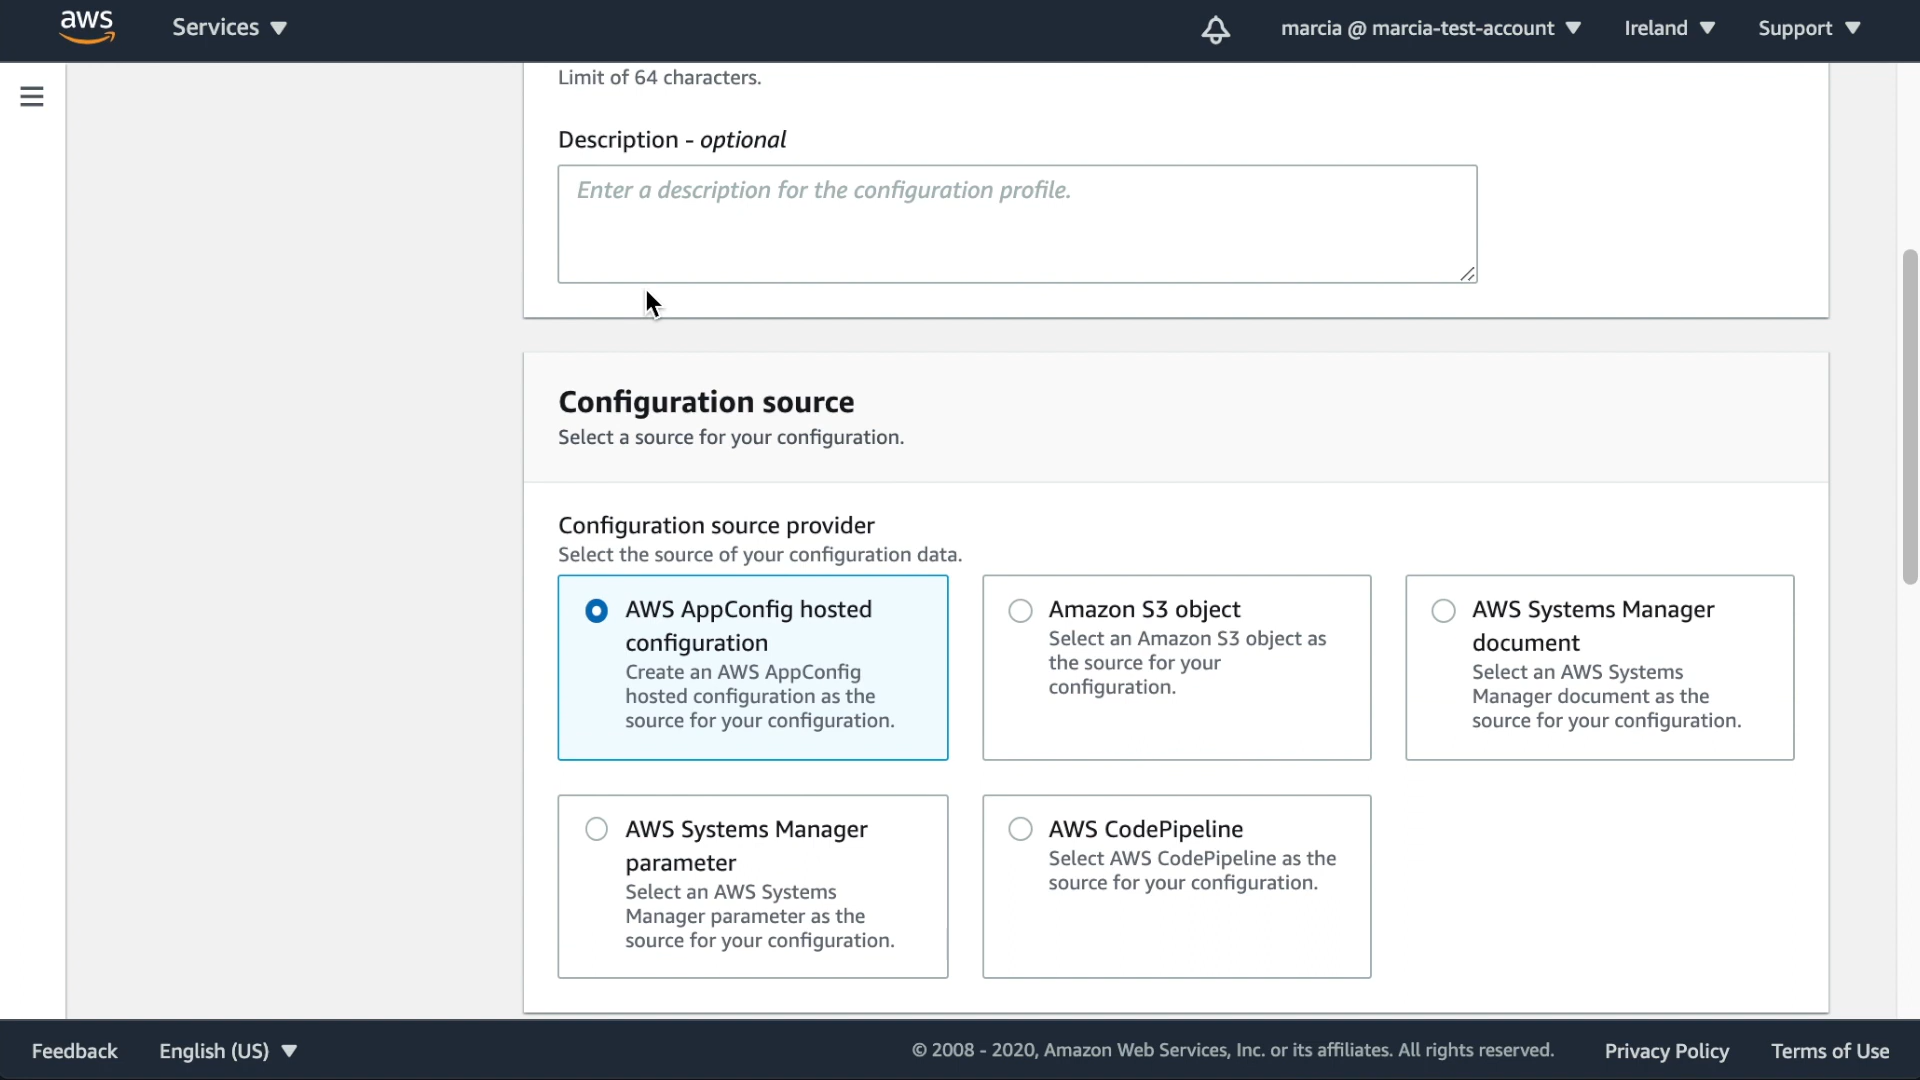 aws
Services
marcia @ marcia-test-account
Ireland
Support
Limit of 64 characters.
Description - optional
Enter a description for the configuration profile.
Configuration source
Select a source for your configuration.
Configuration source provider
Select the source of your configuration data.
AWS AppConfig hosted
configuration
Create an AWS AppConfig
hosted configuration as the
source for your configuration.
Amazon S3 object
Select an Amazon S3 object as
the source for your
configuration.
AWS Systems Manager
document
Select an AWS Systems
Manager document as the
source for your configuration.
AWS Systems Manager
parameter
Select an AWS Systems
Manager parameter as the
source for your configuration.
AWS CodePipeline
Select AWS CodePipeline as the
source for your configuration.
Feedback
English (US)
© 2008 - 2020, Amazon Web Services, Inc. or its affiliates. All rights reserved.
Privacy Policy
Terms of Use